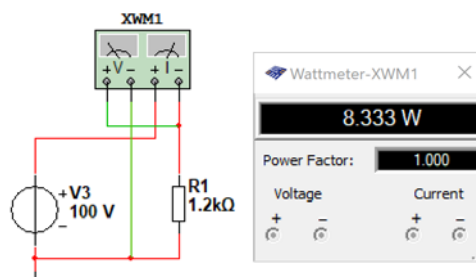 XWM1
+ V − + I −
+ V3
100 V
−
R1
1.2kΩ
Wattmeter-XWM1 ×
8.333 W
Power Factor: 1.000
Voltage Current
+ − + −